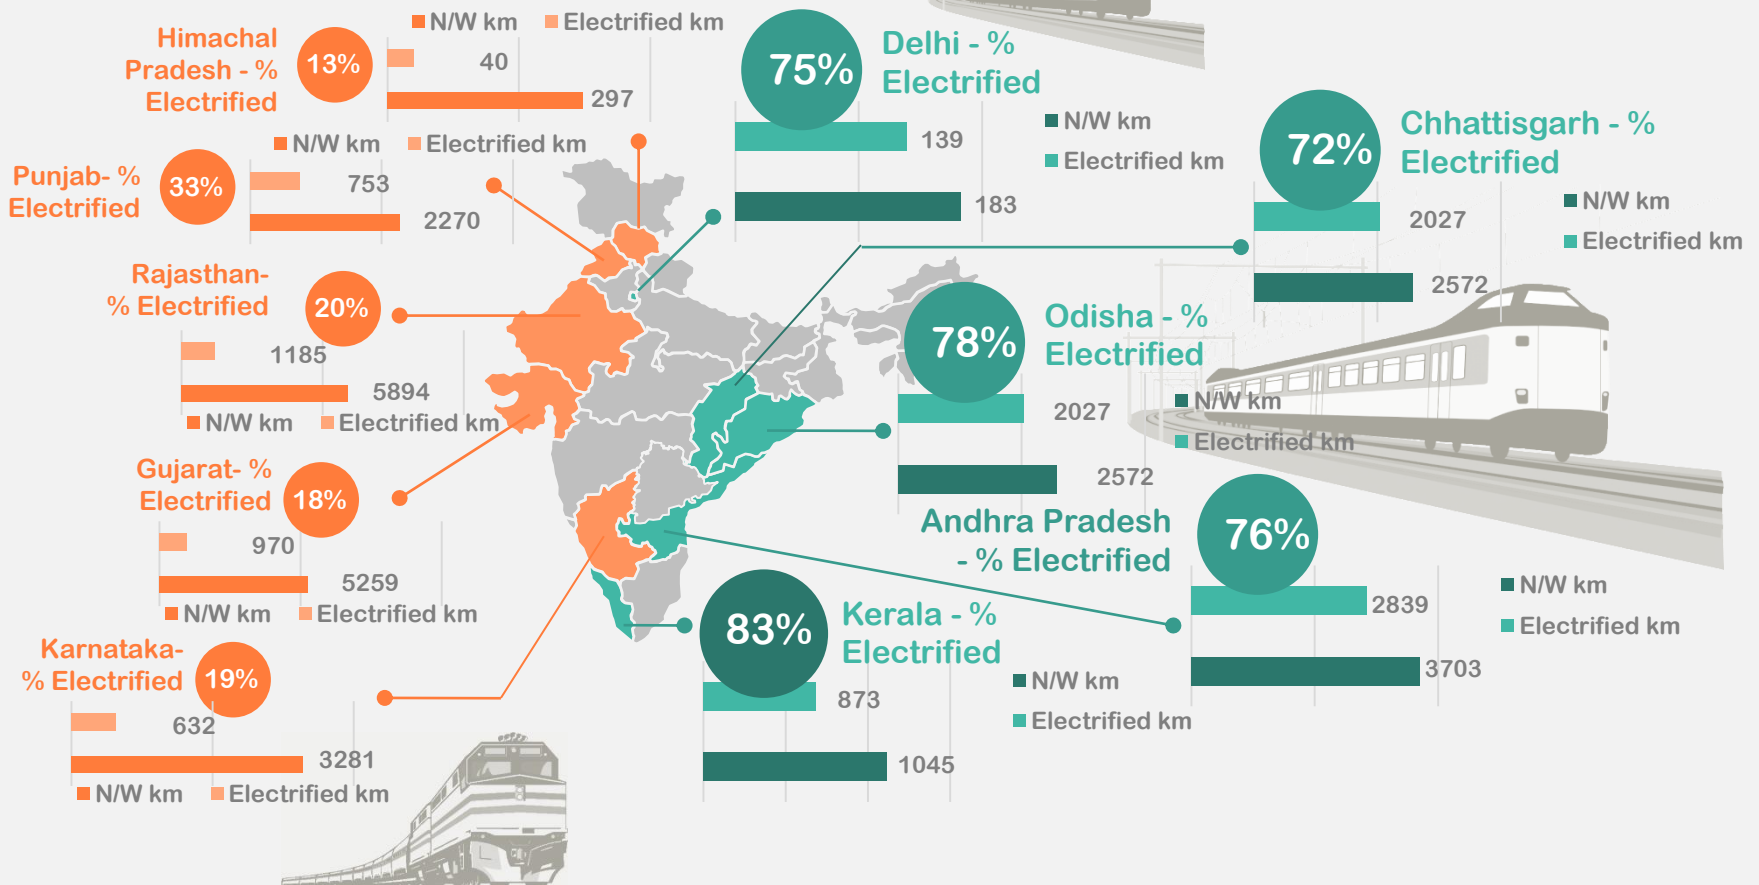 Himachal
Pradesh - %
Electrified
13%
N/W km
Electrified km
40
297
Punjab- %
Electrified
33%
N/W km
Electrified km
753
2270
Rajasthan-
% Electrified
20%
1185
5894
N/W km
Electrified km
Gujarat- %
Electrified
18%
970
5259
N/W km
Electrified km
Karnataka-
% Electrified
19%
632
3281
N/W km
Electrified km
75%
Delhi - %
Electrified
139
183
N/W km
Electrified km
72%
Chhattisgarh - %
Electrified
2027
2572
N/W km
Electrified km
78%
Odisha - %
Electrified
2027
2572
N/W km
Electrified km
Andhra Pradesh
- % Electrified
76%
2839
3703
N/W km
Electrified km
83%
Kerala - %
Electrified
873
1045
N/W km
Electrified km